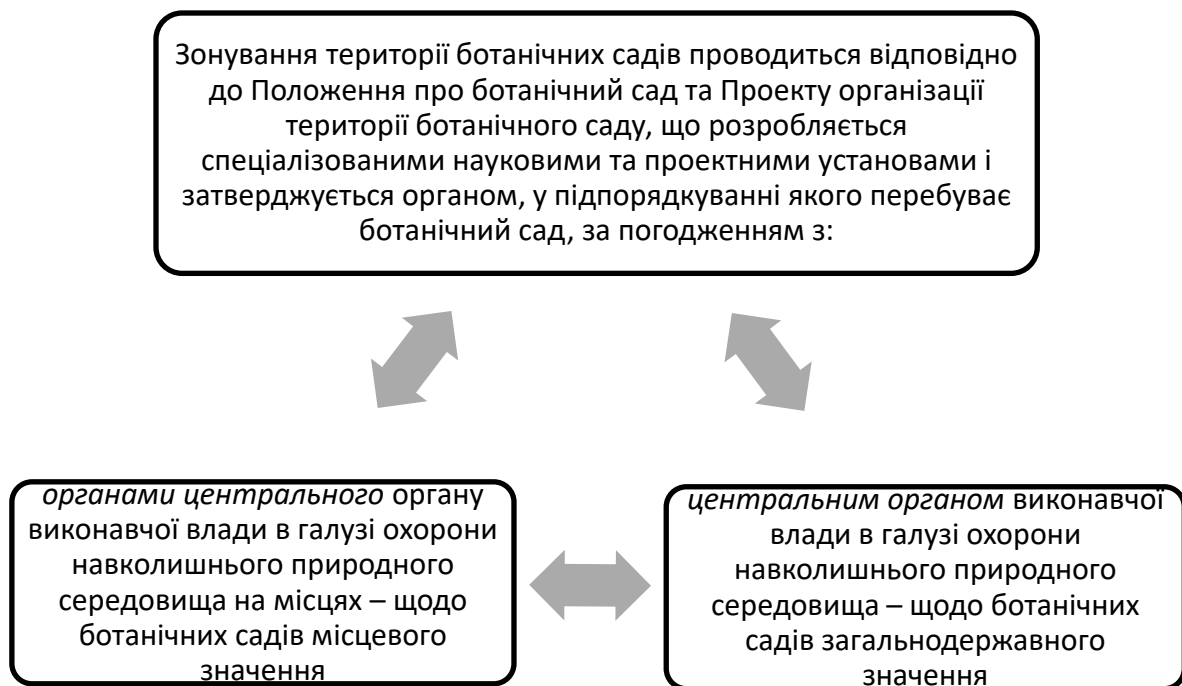 Зонування території ботанічних садів проводиться відповідно
до Положення про ботанічний сад та Проекту організації
території ботанічного саду, що розробляється
спеціалізованими науковими та проектними установами і
затверджується органом, у підпорядкуванні якого перебуває
ботанічний сад, за погодженням з:
органами центрального органу
виконавчої влади в галузі охорони
навколишнього природного
середовища на місцях – щодо
ботанічних садів місцевого
значення
центральним органом виконавчої
влади в галузі охорони
навколишнього природного
середовища – щодо ботанічних
садів загальнодержавного
значення